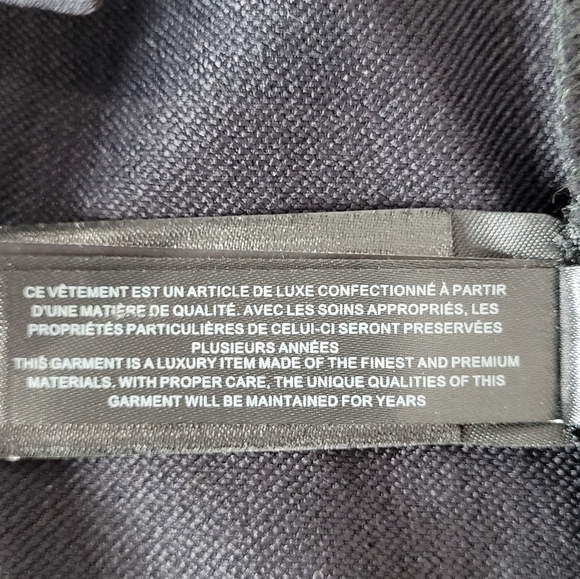 CE VÊTEMENT EST UN ARTICLE DE LUXE CONFECTIONNÉ À PARTIR
D'UNE MATIÈRE DE QUALITÉ. AVEC LES SOINS APPROPRIÉS, LES
PROPRIÉTÉS PARTICULIÈRES DE CELUI-CI SERONT PRESERVÉES
PLUSIEURS ANNÉES
THIS GARMENT IS A LUXURY ITEM MADE OF THE FINEST AND PREMIUM
MATERIALS. WITH PROPER CARE, THE UNIQUE QUALITIES OF THIS
GARMENT WILL BE MAINTAINED FOR YEARS